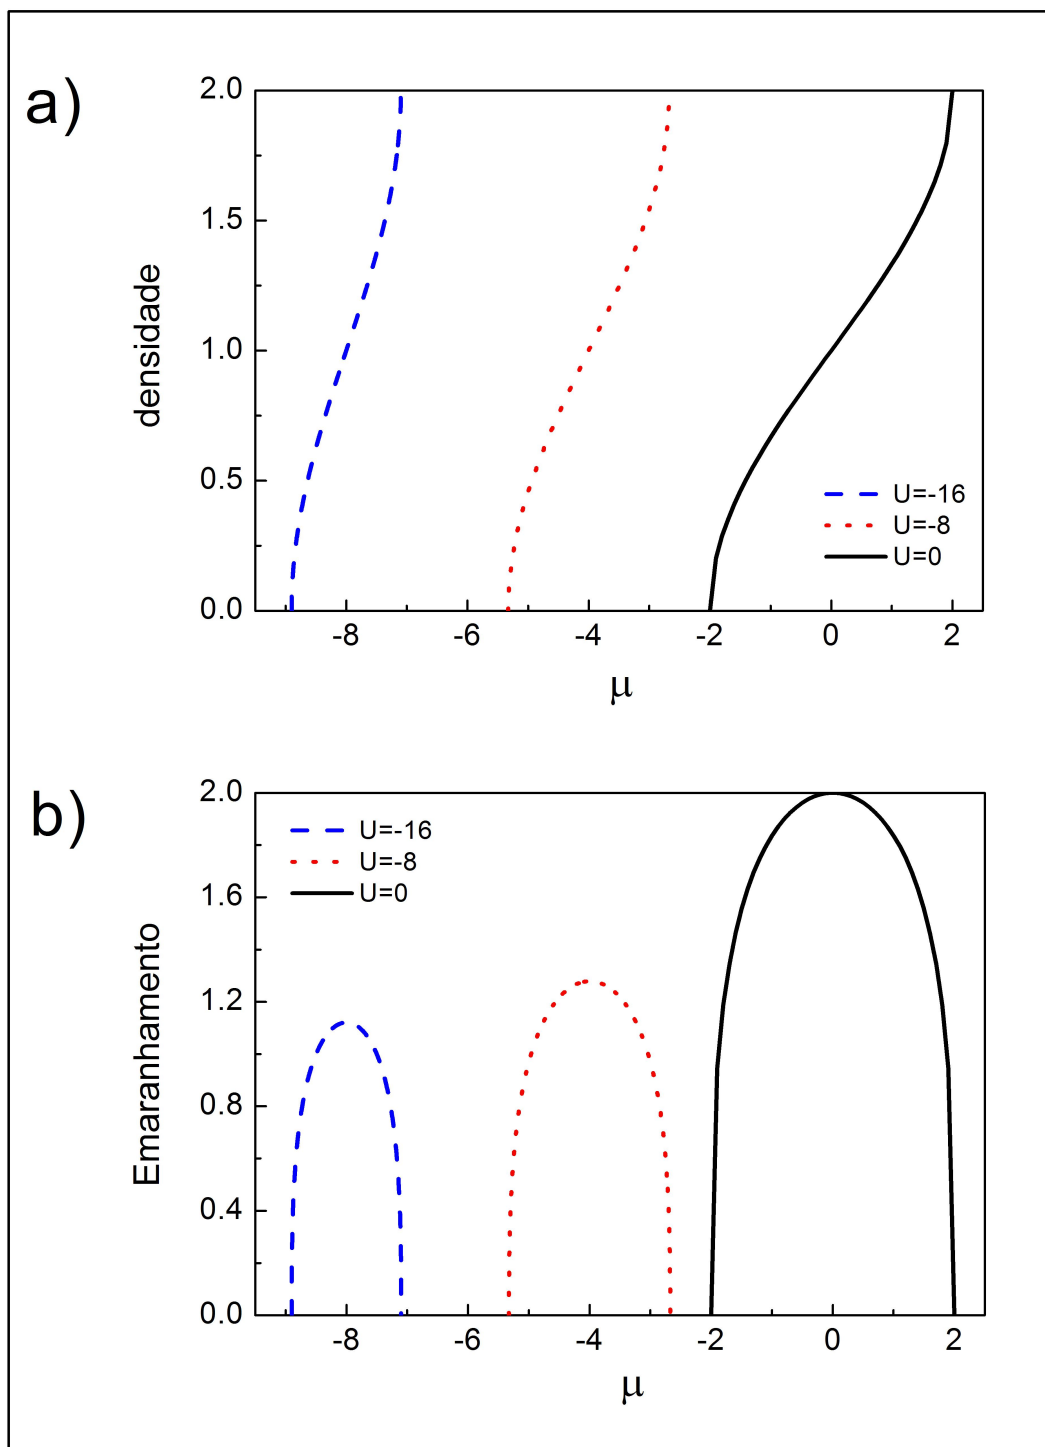 a)
2.0
1.5
1.0
0.5
0.0
densidade
U=-16
U=-8
U=0
-8 -6 -4 -2 0 2
μ
b)
2.0
1.6
1.2
0.8
0.4
0.0
Emaranhamento
U=-16
U=-8
U=0
-8 -6 -4 -2 0 2
μ